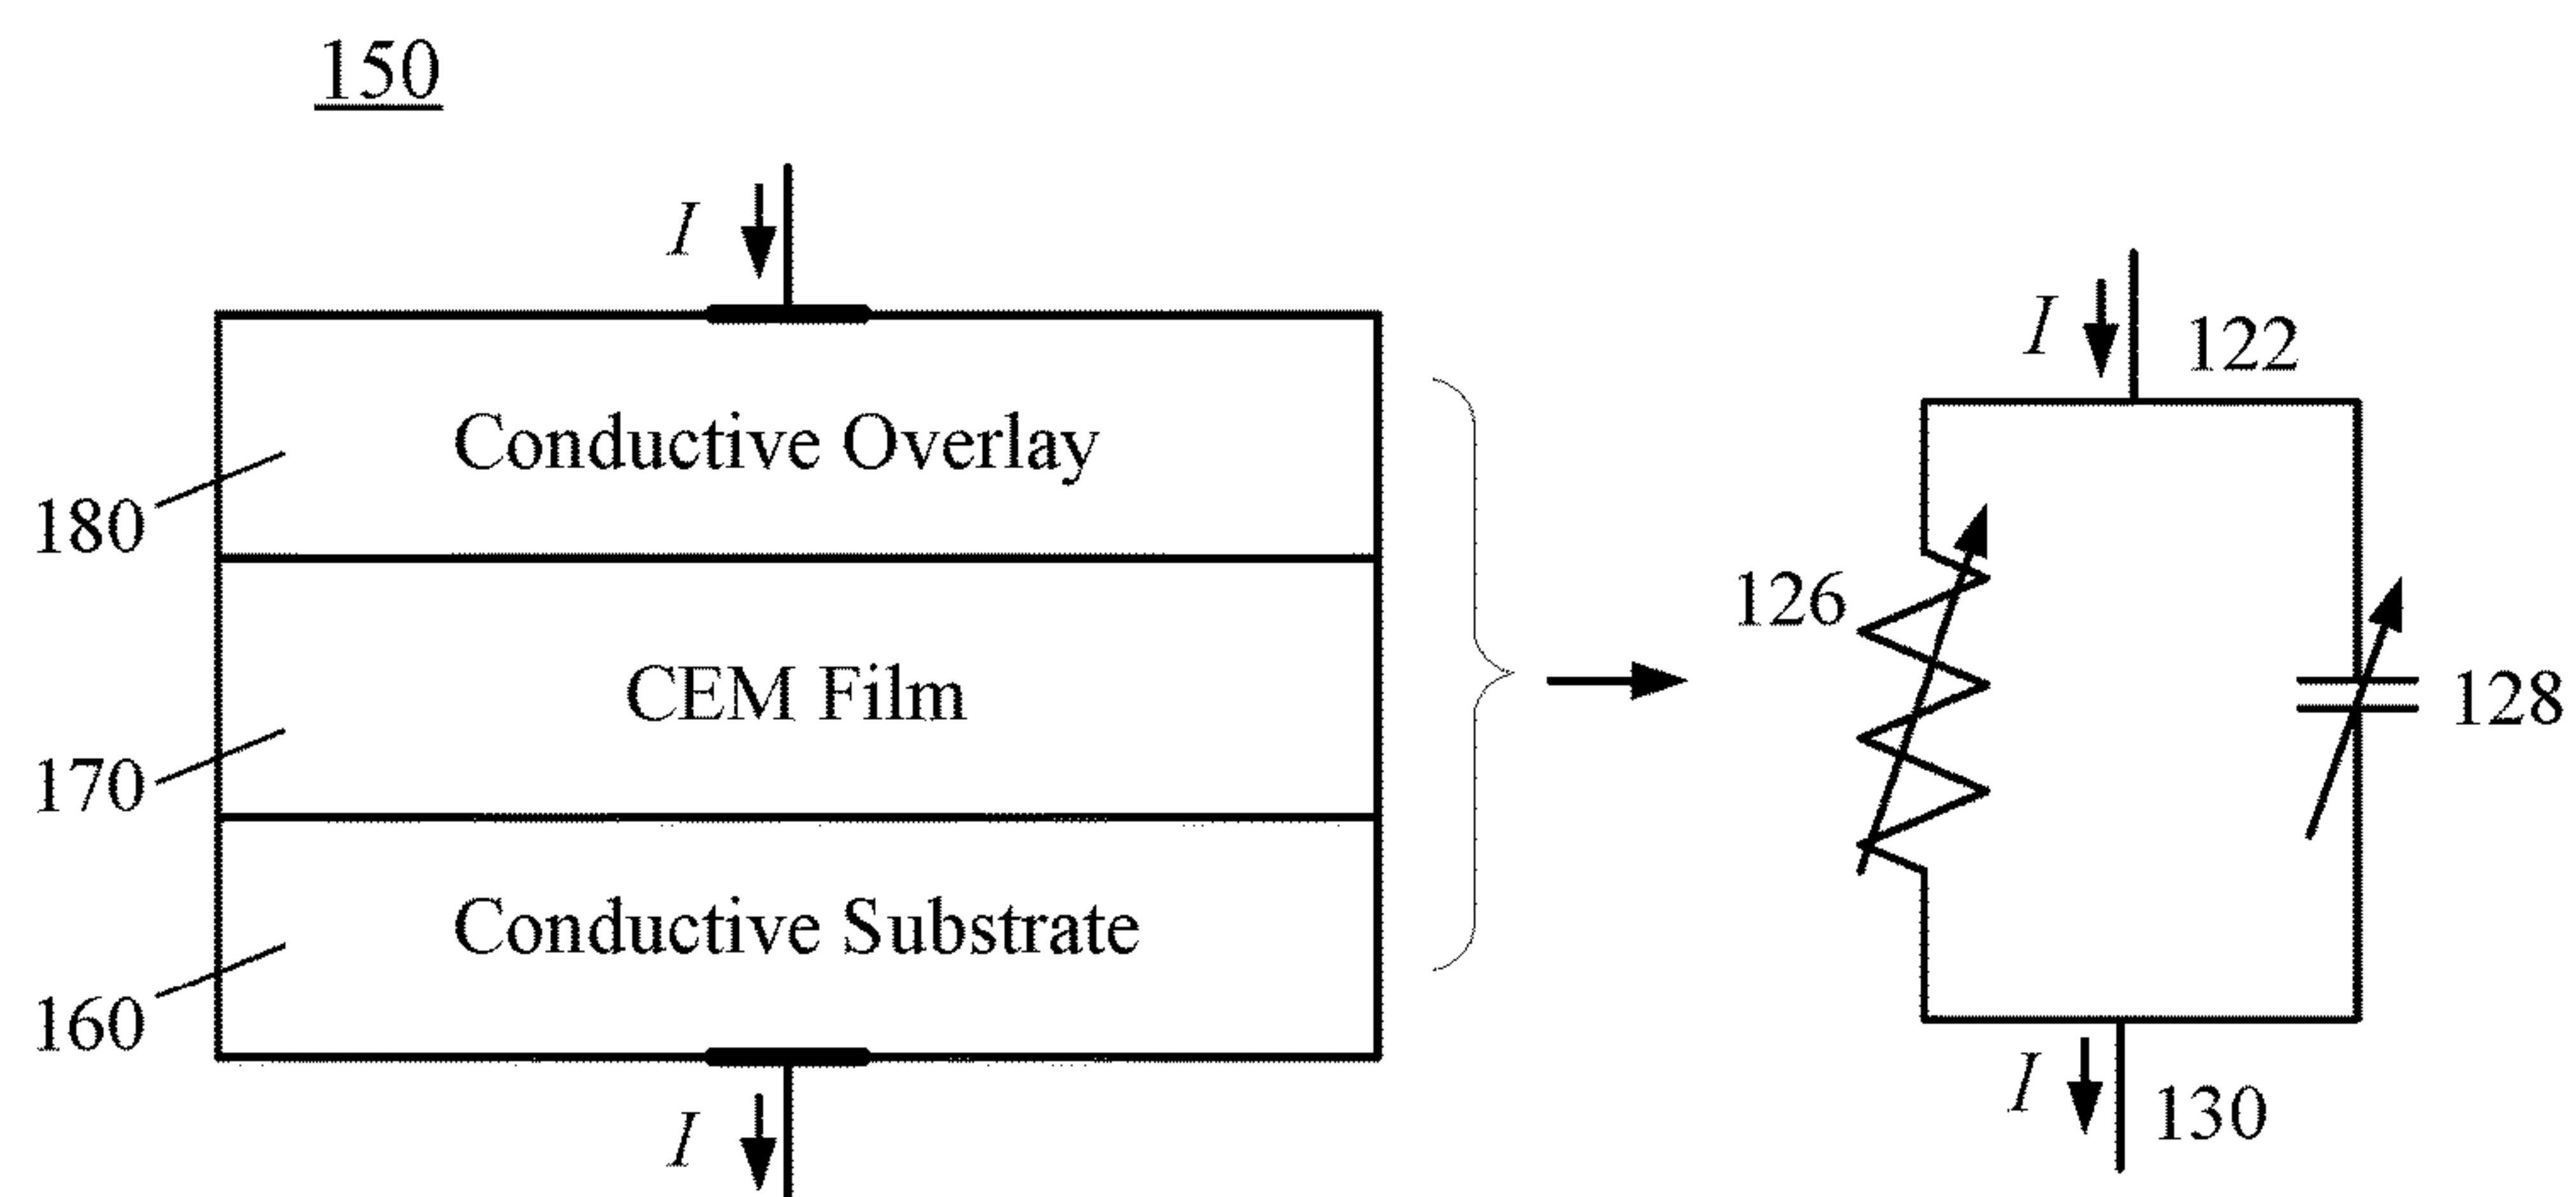 150
I
I
122
Conductive Overlay
180
126
CEM Film
128
170
Conductive Substrate
160
I
130
I